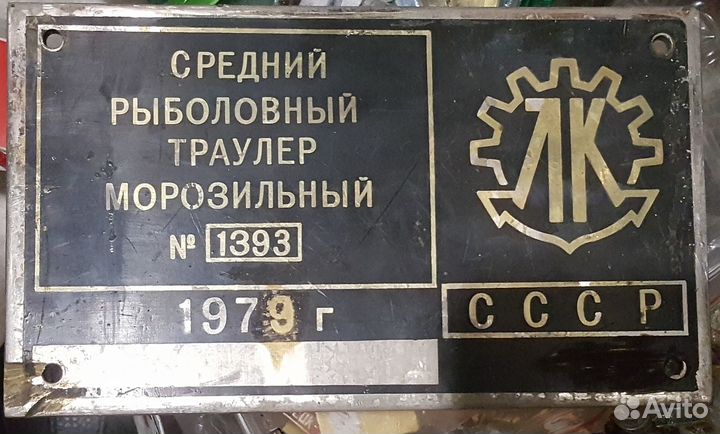 СРЕДНИЙ
РЫБОЛОВНЫЙ
ТРАУЛЕР
МОРОЗИЛЬНЫЙ
№ 1393
1979 г
ЛК
СССР
Avito